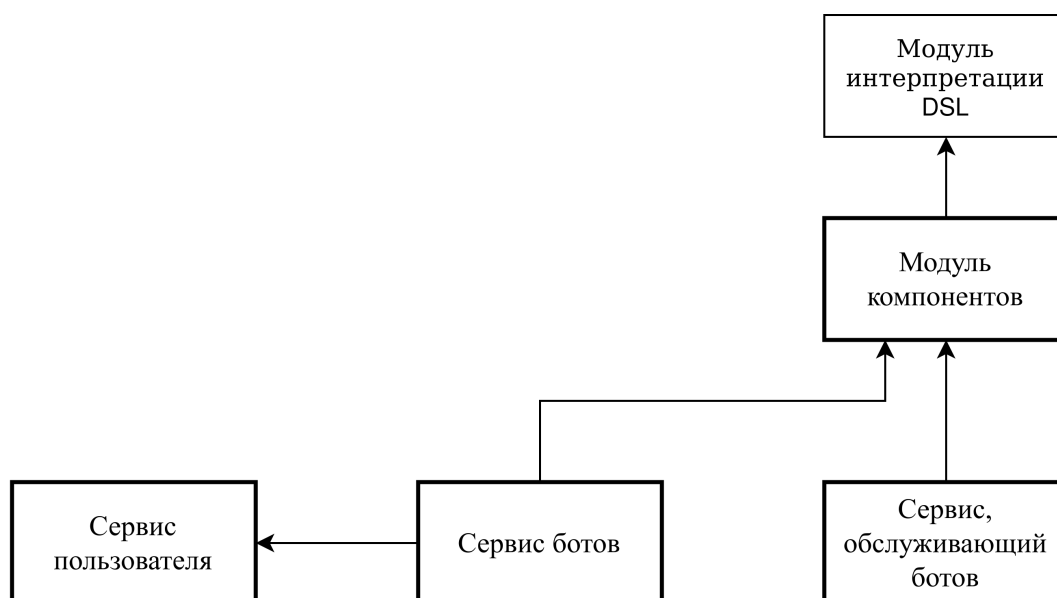 Модуль
интерпретации
DSL
Модуль
компонентов
Сервис
пользователя
Сервис ботов
Сервис,
обслуживающий
ботов